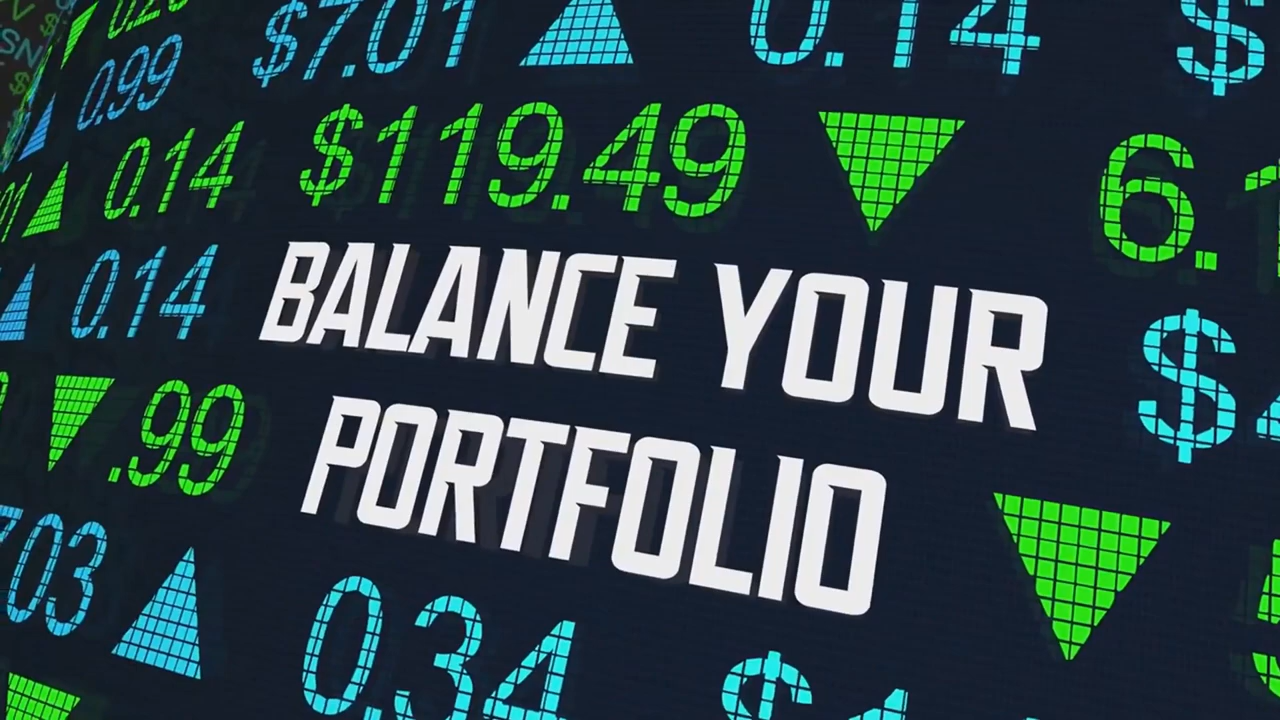 0.99 $7.01 0.14 $
0.14 $119.49 6.
0.14
BALANCE YOUR
$
.99
PORTFOLIO
703
0.34 $